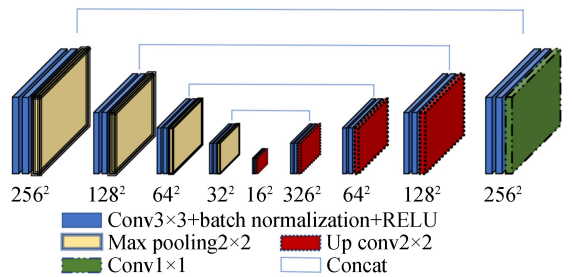 256² 128² 64² 32² 16² 326² 64² 128² 256²
Conv3×3+batch normalization+RELU
Max pooling2×2 Up conv2×2
Conv1×1 Concat